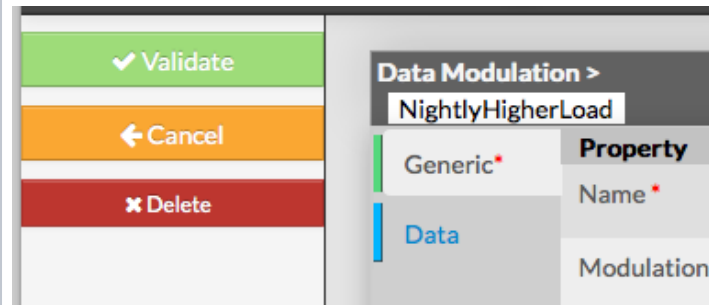 Validate
Cancel
Delete
Data Modulation >
NightlyHigherLoad
Generic*
Data
Property
Name *
Modulation